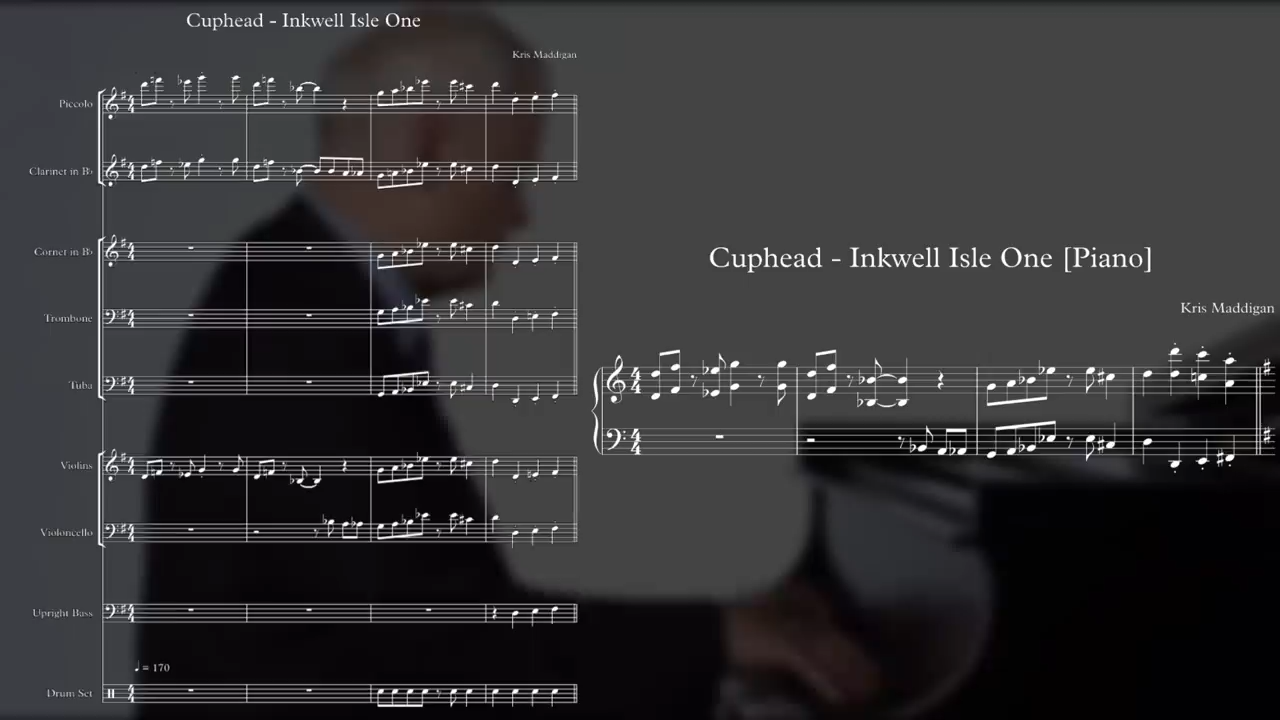 Cuphead - Inkwell Isle One
Kris Maddigan
Piccolo
Clarinet in B♭
Cornet in B♭
Trombone
Tuba
Violins
Violoncello
Upright Bass
♩ = 170
Drum Set
Cuphead - Inkwell Isle One [Piano]
Kris Maddigan